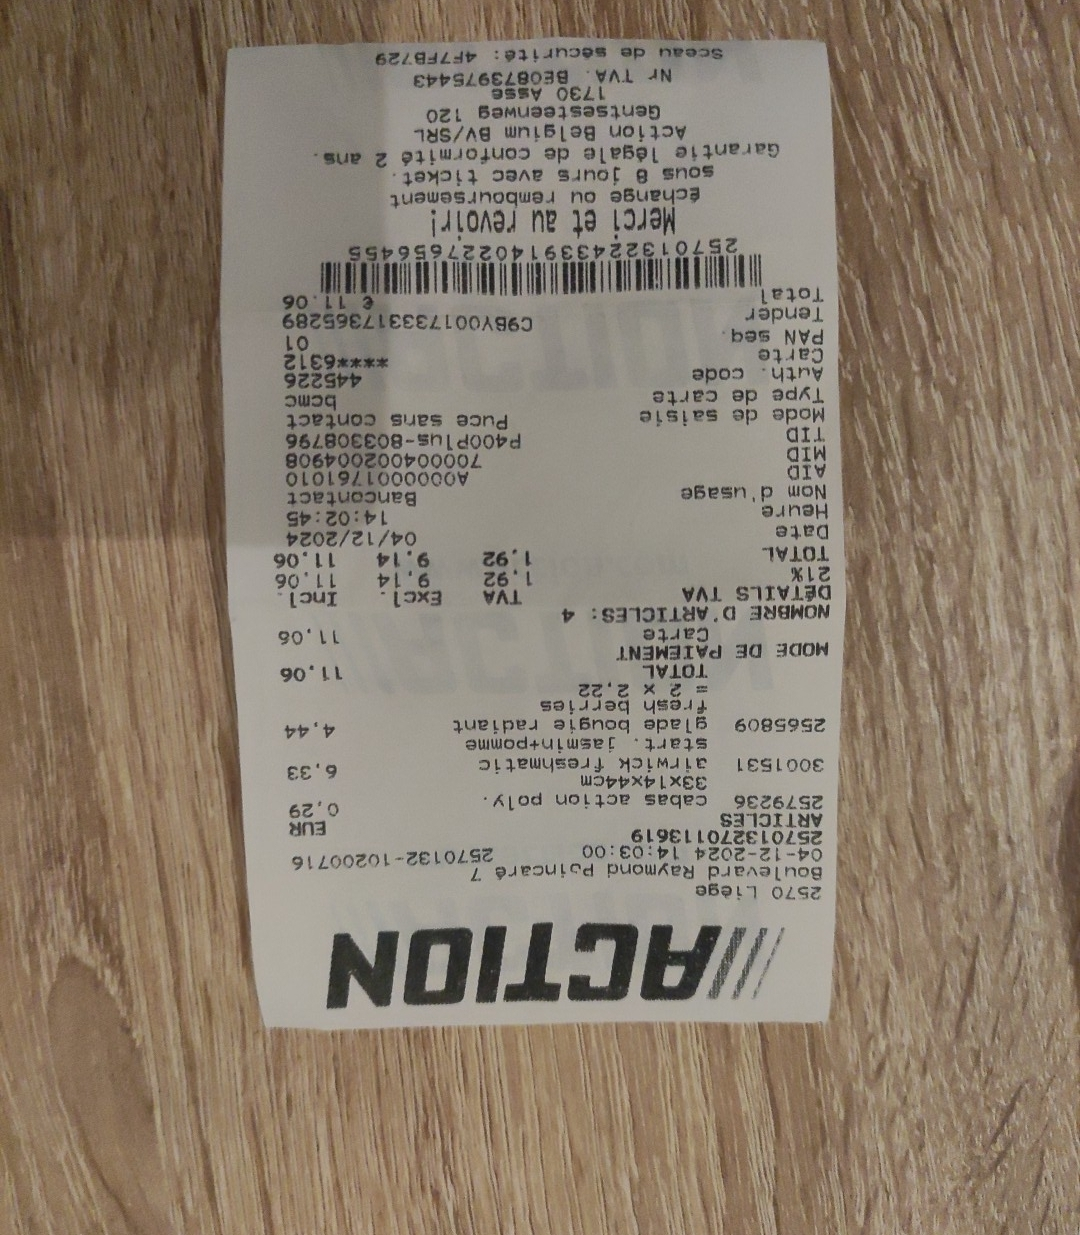 ACTION
2570 Liège
Boulevard Raymond Poincaré 7
04-12-2024 14:03:00 2570132-10200716
2570132701 13619
ARTICLES EUR
2579236 cabas action poly. 0,29
33x14x44cm
3001531 airwick freshmatic 6,33
start. jasmin+pomme
2565809 glade bougie radiant 4,44
fresh berries
= 2 x 2,22
TOTAL 11,06
MODE DE PAIEMENT
Carte 11,06
NOMBRE D'ARTICLES: 4
DÉTAILS TVA TVA Excl. Incl.
21% 1,92 9,14 11,06
TOTAL 1,92 9,14 11,06
Date 04/12/2024
Heure 14:02:45
Nom d'usage Bancontact
AID A0000001761010
MID 700004002004908
TID P400Plus-803308796
Mode de saisie Puce sans contact
Type de carte bcmc
Auth. code 445226
Carte ****6312
PAN seq. 01
Tender C9BY001733317365289
Total € 11.06
2570132243391402276564 55
Merci et au revoir!
Échange ou remboursement
sous 8 jours avec ticket.
Garantie légale de conformité 2 ans.
Action Belgium BV/SRL
Gentsesteenweg 120
1730 Asse
Nr TVA. BE0873975443
Sceau de sécurité: 4F7FB729